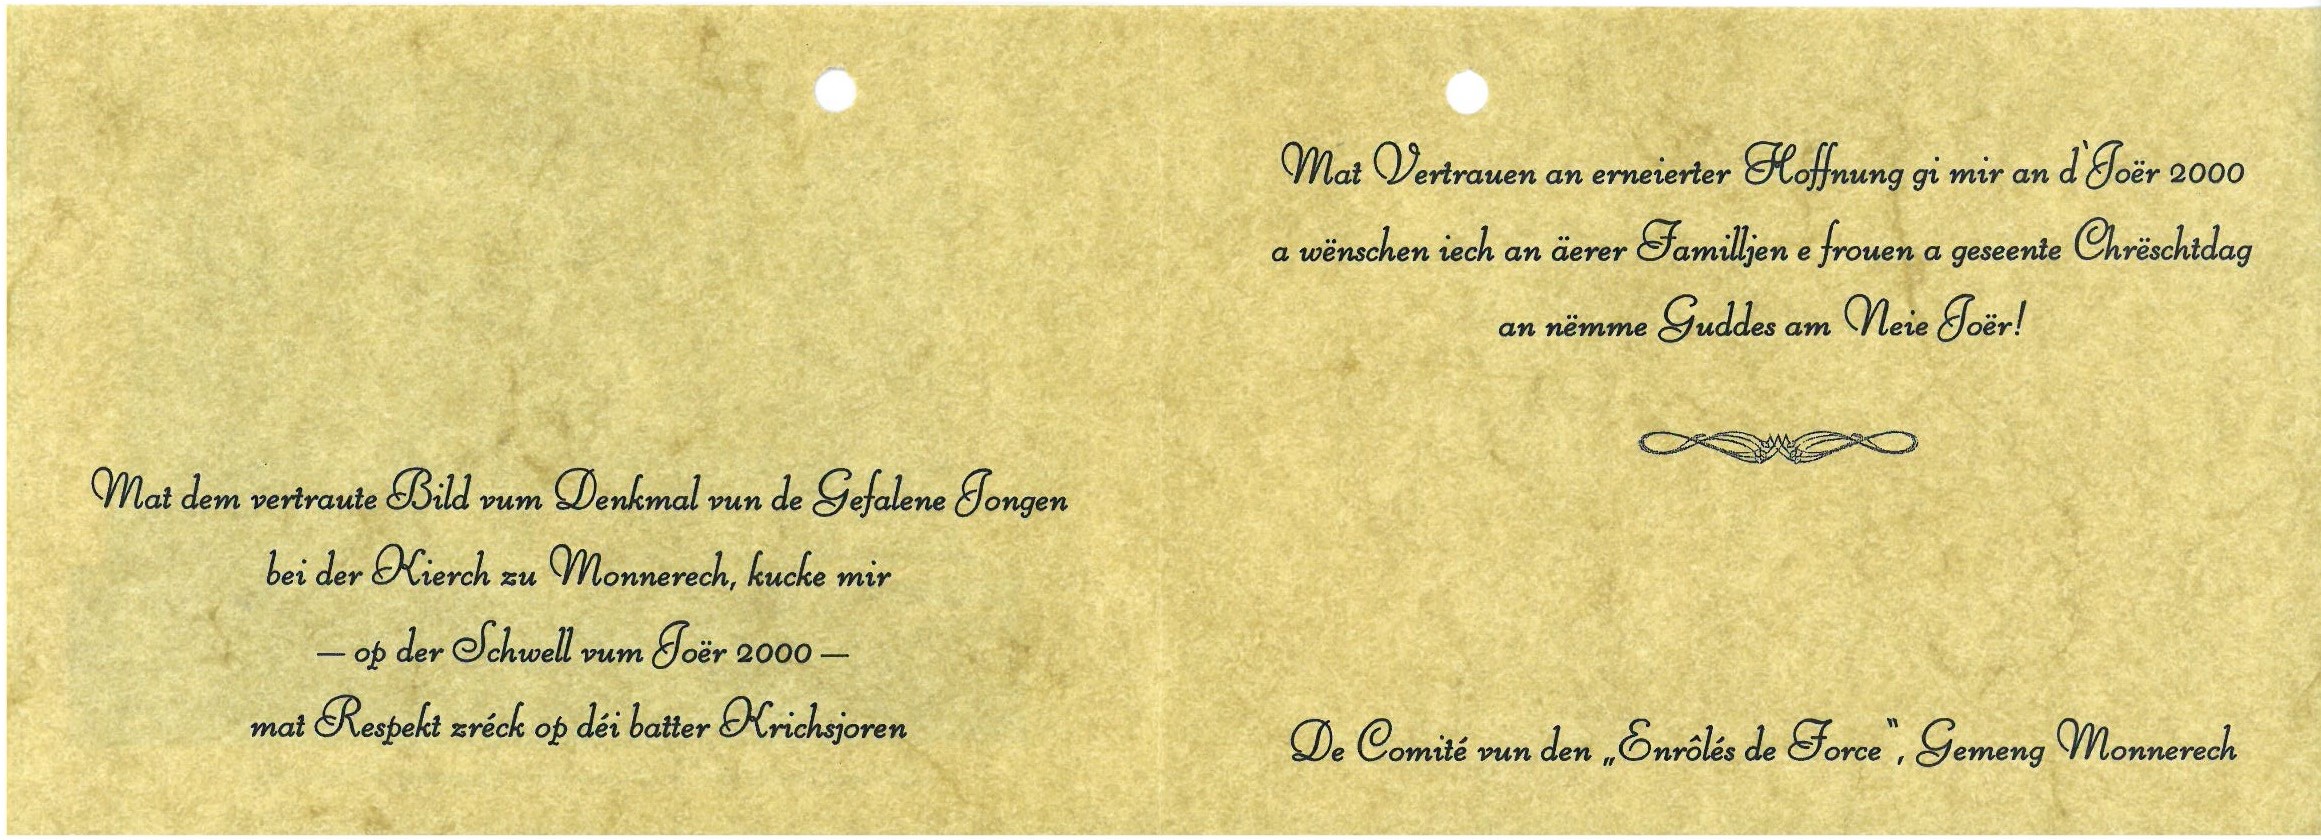 Mat dem vertraute Bild vum Denkmal vun de Gefalene Jongen
bei der Kierch zu Monnerech, kucke mir
— op der Schwell vum Joër 2000 —
mat Respekt zréck op déi batter Krichsjoren
Mat Vertrauen an erneierter Hoffnung gi mir an d'Joër 2000
a wënschen iech an äerer Familljen e frouen a geseente Chrëschtdag
an nëmme Guddes am Neie Joër!
De Comité vun den „Enrôlés de Force‟, Gemeng Monnerech